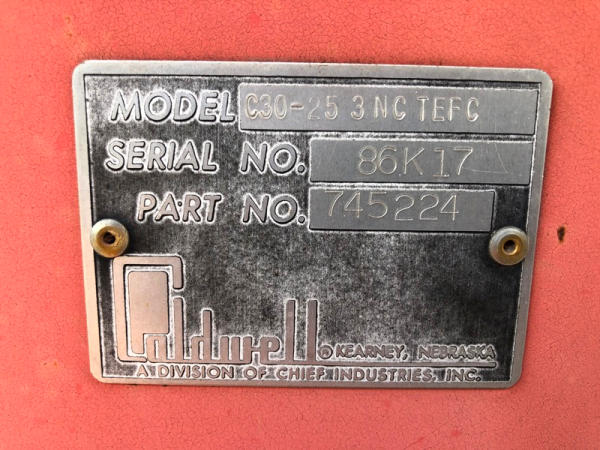 MODEL C30-25 3 NC TEFC
SERIAL NO. 86K17
PART NO. 745224
Caldwell® KEARNEY, NEBRASKA
A DIVISION OF CHIEF INDUSTRIES, INC.